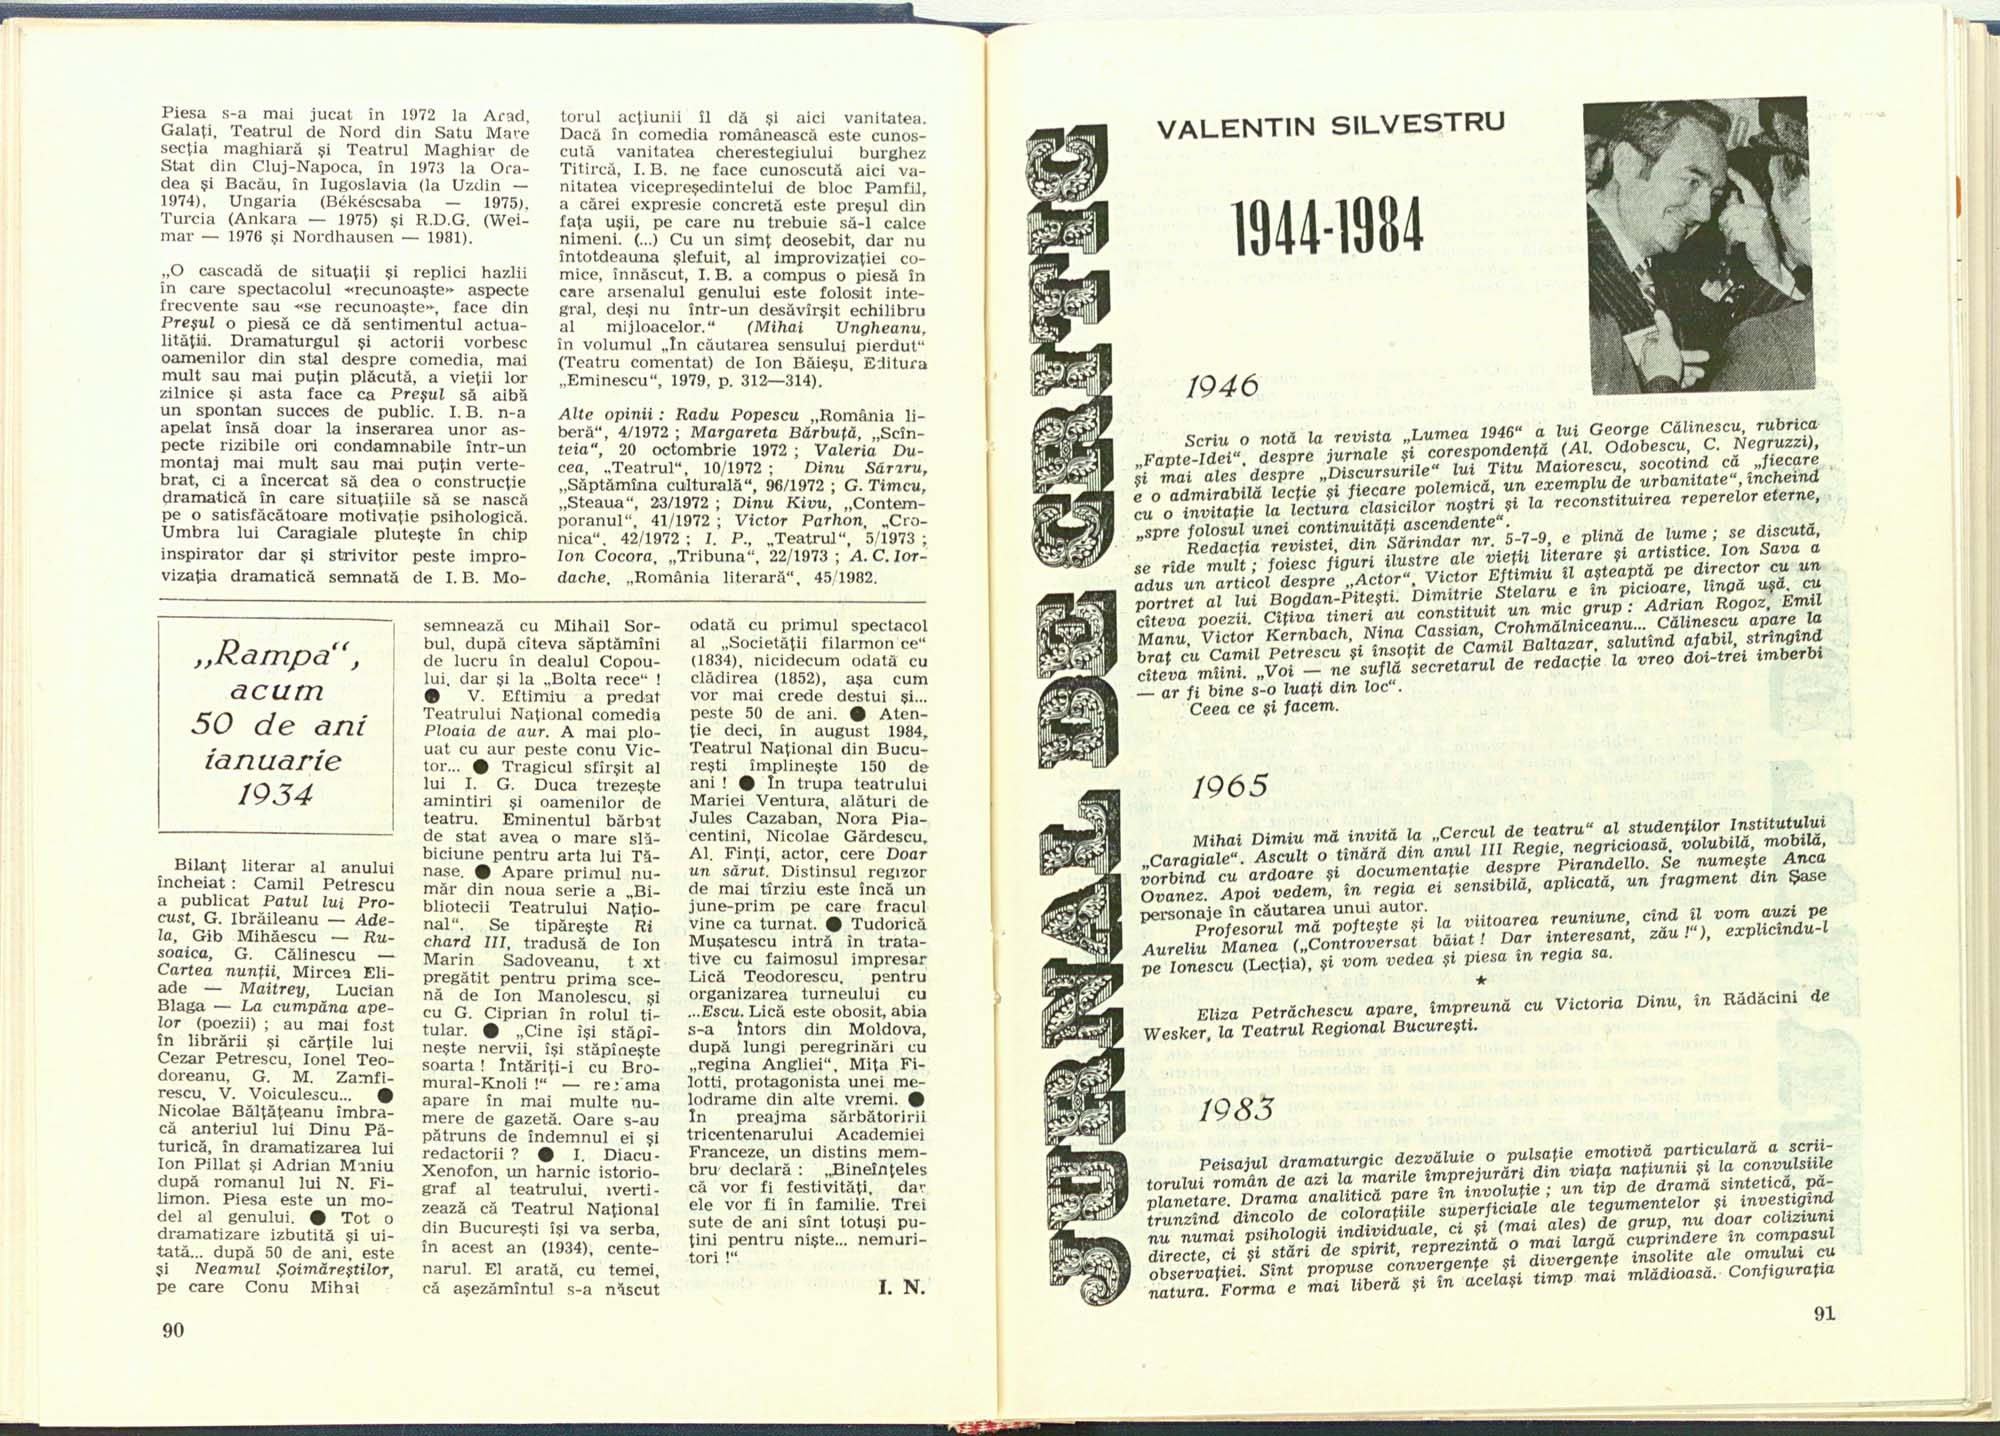 Piesa s-a mai jucat în 1972 la Arad,
Galați, Teatrul de Nord din Satu Mare
secția maghiară și Teatrul Maghiar de
Stat din Cluj-Napoca, în 1973 la Ora-
dea și Bacău, în Iugoslavia (la Uzdin —
1974), Ungaria (Békéscsaba — 1975),
Turcia (Ankara — 1975) și R.D.G. (Wei-
mar — 1976 și Nordhausen — 1981).
„O cascadă de situații și replici hazlii
în care spectacolul «recunoaște» aspecte
frecvente sau «se recunoaște», face din
Preșul o piesă ce dă sentimentul actua-
lității. Dramaturgul și actorii vorbesc
oamenilor din stal despre comedia, mai
mult sau mai puțin plăcută, a vieții lor
zilnice și asta face ca Preșul să aibă
un spontan succes de public. I. B. n-a
apelat însă doar la inserarea unor as-
pecte rizibile ori condamnabile într-un
montaj mai mult sau mai puțin verte-
brat, ci a încercat să dea o construcție
dramatică în care situațiile să se nască
pe o satisfăcătoare motivație psihologică.
Umbra lui Caragiale plutește în chip
inspirator dar și strivitor peste impro-
vizația dramatică semnată de I. B. Mo-
torul acțiunii îl dă și aici vanitatea.
Dacă în comedia românească este cunos-
cută vanitatea cherestegiului burghez
Titircă, I. B. ne face cunoscută aici va-
nitatea vicepreședintelui de bloc Pamfil,
a cărei expresie concretă este preșul din
fața ușii, pe care nu trebuie să-l calce
nimeni. (...) Cu un simț deosebit, dar nu
întotdeauna șlefuit, al improvizației co-
mice, înnăscut, I. B. a compus o piesă în
care arsenalul genului este folosit inte-
gral, deși nu într-un desăvîrșit echilibru
al mijloacelor.“ (Mihai Ungheanu,
în volumul „În căutarea sensului pierdut“
(Teatru comentat) de Ion Băieșu, Editura
„Eminescu“, 1979, p. 312—314).
Alte opinii : Radu Popescu „România li-
beră“, 4/1972 ; Margareta Bărbuță, „Scîn-
teia“, 20 octombrie 1972 ; Valeria Du-
cea, „Teatrul“, 10/1972 ; Dinu Săraru,
„Săptămîna culturală“, 96/1972 ; G. Timcu,
„Steaua“, 23/1972 ; Dinu Kivu, „Contem-
poranul“, 41/1972 ; Victor Parhon, „Cro-
nica“, 42/1972 ; I. P., „Teatrul“, 5/1973 ;
Ion Cocora, „Tribuna“, 22/1973 ; A. C. Ior-
dache, „România literară“, 45/1982.
„Rampa“,
acum
50 de ani
ianuarie
1934
Bilanț literar al anului
încheiat : Camil Petrescu
a publicat Patul lui Pro-
cust, G. Ibrăileanu — Ade-
la, Gib Mihăescu — Ru-
soaica, G. Călinescu —
Cartea nunții, Mircea Eli-
ade — Maitrey, Lucian
Blaga — La cumpăna ape-
lor (poezii) ; au mai fost
în librării și cărțile lui
Cezar Petrescu, Ionel Teo-
doreanu, G. M. Zamfi-
rescu, V. Voiculescu... ●
Nicolae Bălțățeanu îmbra-
că anteriul lui Dinu Pă-
turică, în dramatizarea lui
Ion Pillat și Adrian Maniu
după romanul lui N. Fi-
limon. Piesa este un mo-
del al genului. ● Tot o
dramatizare izbutită și ui-
tată... după 50 de ani, este
și Neamul Șoimăreștilor,
pe care Conu Mihai
semnează cu Mihail Sor-
bul, după cîteva săptămîni
de lucru în dealul Copou-
lui, dar și la „Bolta rece“ !
● V. Eftimiu a predat
Teatrului Național comedia
Ploaia de aur. A mai plo-
uat cu aur peste conu Vic-
tor... ● Tragicul sfîrșit al
lui I. G. Duca trezește
amintiri și oamenilor de
teatru. Eminentul bărbat
de stat avea o mare slă-
biciune pentru arta lui Tă-
nase. ● Apare primul nu-
măr din noua serie a „Bi-
bliotecii Teatrului Națio-
nal“. Se tipărește Ri
chard III, tradusă de Ion
Marin Sadoveanu, t xt
pregătit pentru prima sce-
nă de Ion Manolescu, și
cu G. Ciprian în rolul ti-
tular. ● „Cine își stăpî-
nește nervii, își stăpînește
soarta ! Întăriți-i cu Bro-
mural-Knoll !“ — reclama
apare în mai multe nu-
mere de gazetă. Oare s-au
pătruns de îndemnul ei și
redactorii ? ● I. Diacu-
Xenofon, un harnic istorio-
graf al teatrului, averti-
zează că Teatrul Național
din București își va serba,
în acest an (1934), cente-
narul. El arată, cu temei,
că așezămîntul s-a născut
odată cu primul spectacol
al „Societății filarmon ce“
(1834), nicidecum odată cu
clădirea (1852), așa cum
vor mai crede destui și...
peste 50 de ani. ● Aten-
ție deci, în august 1984,
Teatrul Național din Bucu-
rești împlinește 150 de
ani ! ● În trupa teatrului
Mariei Ventura, alături de
Jules Cazaban, Nora Pia-
centini, Nicolae Gărdescu,
Al. Finți, actor, cere Doar
un sărut. Distinsul regizor
de mai tîrziu este încă un
june-prim pe care fracul
vine ca turnat. ● Tudorică
Mușatescu intră în trata-
tive cu faimosul impresar
Lică Teodorescu, pentru
organizarea turneului cu
...Escu. Lică este obosit, abia
s-a întors din Moldova,
după lungi peregrinări cu
„regina Angliei“, Mița Fi-
lotti, protagonista unei me-
lodrame din alte vremi. ●
În preajma sărbătoririi
tricentenarului Academiei
Franceze, un distins mem-
bru declară : „Bineînțeles
că vor fi festivități, dar
ele vor fi în familie. Trei
sute de ani sînt totuși pu-
țini pentru niște... nemuri-
tori !“
I. N.
90
JURNAL DE CRITIC
VALENTIN SILVESTRU
1944-1984
1946
Scriu o notă la revista „Lumea 1946“ a lui George Călinescu, rubrica
„Fapte-Idei“, despre jurnale și corespondență (Al. Odobescu, C. Negruzzi),
și mai ales despre „Discursurile“ lui Titu Maiorescu, socotind că „fiecare
e o admirabilă lecție și fiecare polemică, un exemplu de urbanitate“, încheind
cu o invitație la lectura clasicilor noștri și la reconstituirea reperelor eterne,
„spre folosul unei continuități ascendente“.
Redacția revistei, din Sărindar nr. 5-7-9, e plină de lume ; se discută,
se rîde mult ; foiesc figuri ilustre ale vieții literare și artistice. Ion Sava a
adus un articol despre „Actor“, Victor Eftimiu îl așteaptă pe director cu un
portret al lui Bogdan-Pitești. Dimitrie Stelaru e în picioare, lîngă ușă, cu
cîteva poezii. Cîțiva tineri au constituit un mic grup : Adrian Rogoz, Emil
Manu, Victor Kernbach, Nina Cassian, Crohmălniceanu... Călinescu apare la
braț cu Camil Petrescu și însoțit de Camil Baltazar, salutînd afabil, strîngînd
cîteva mîini. „Voi — ne suflă secretarul de redacție la vreo doi-trei imberbi
— ar fi bine s-o luați din loc“.
Ceea ce și facem.
1965
Mihai Dimiu mă invită la „Cercul de teatru“ al studenților Institutului
„Caragiale“. Ascult o tînără din anul III Regie, negricioasă, volubilă, mobilă,
vorbind cu ardoare și documentație despre Pirandello. Se numește Anca
Ovanez. Apoi vedem, în regia ei sensibilă, aplicată, un fragment din Șase
personaje în căutarea unui autor.
Profesorul mă poftește și la viitoarea reuniune, cînd îl vom auzi pe
Aureliu Manea („Controversat băiat ! Dar interesant, zău !“), explicîndu-l
pe Ionescu (Lecția), și vom vedea și piesa în regia sa.
★
Eliza Petrăchescu apare, împreună cu Victoria Dinu, în Rădăcini de
Wesker, la Teatrul Regional București.
1983
Peisajul dramaturgic dezvăluie o pulsație emotivă particulară a scrii-
torului român de azi la marile împrejurări din viața națiunii și la convulsiile
planetare. Drama analitică pare în involuție ; un tip de dramă sintetică, pă-
trunzînd dincolo de colorațiile superficiale ale tegumentelor și investigînd
nu numai psihologii individuale, ci și (mai ales) de grup, nu doar coliziuni
directe, ci și stări de spirit, reprezintă o mai largă cuprindere în compasul
observației. Sînt propuse convergențe și divergențe insolite ale omului cu
natura. Forma e mai liberă și în același timp mai mlădioasă. Configurația
91